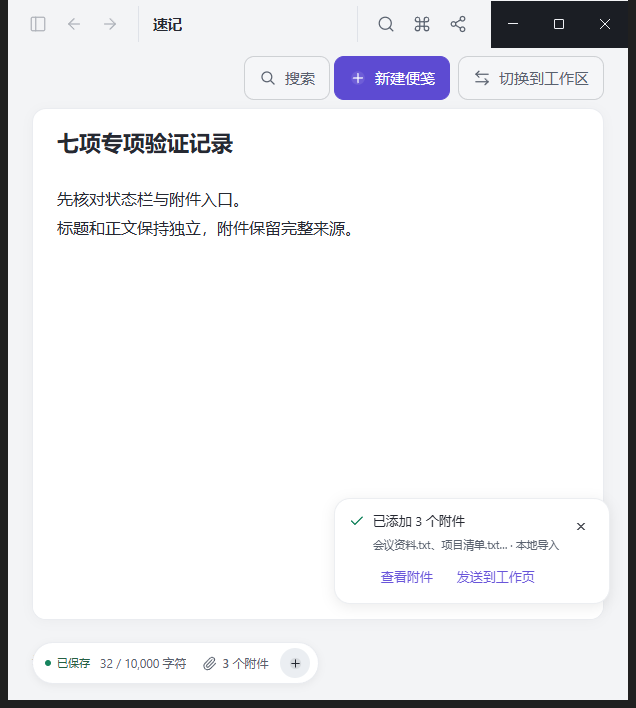 速记
搜索
新建便笺
切换到工作区
七项专项验证记录
先核对状态栏与附件入口。
标题和正文保持独立，附件保留完整来源。
已添加 3 个附件
会议资料.txt、项目清单.txt... · 本地导入
查看附件
发送到工作页
已保存 32 / 10,000 字符 3 个附件